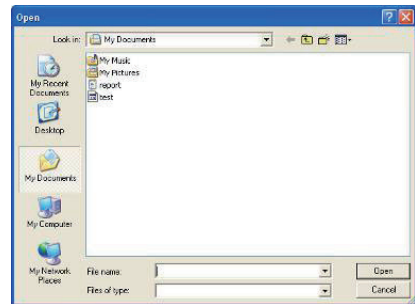 Open
Look in: My Documents
My Recent
Documents
Desktop
My Documents
My Computer
My Network
Places
My Music
My Pictures
report
test
File name:
Open
Files of type:
Cancel